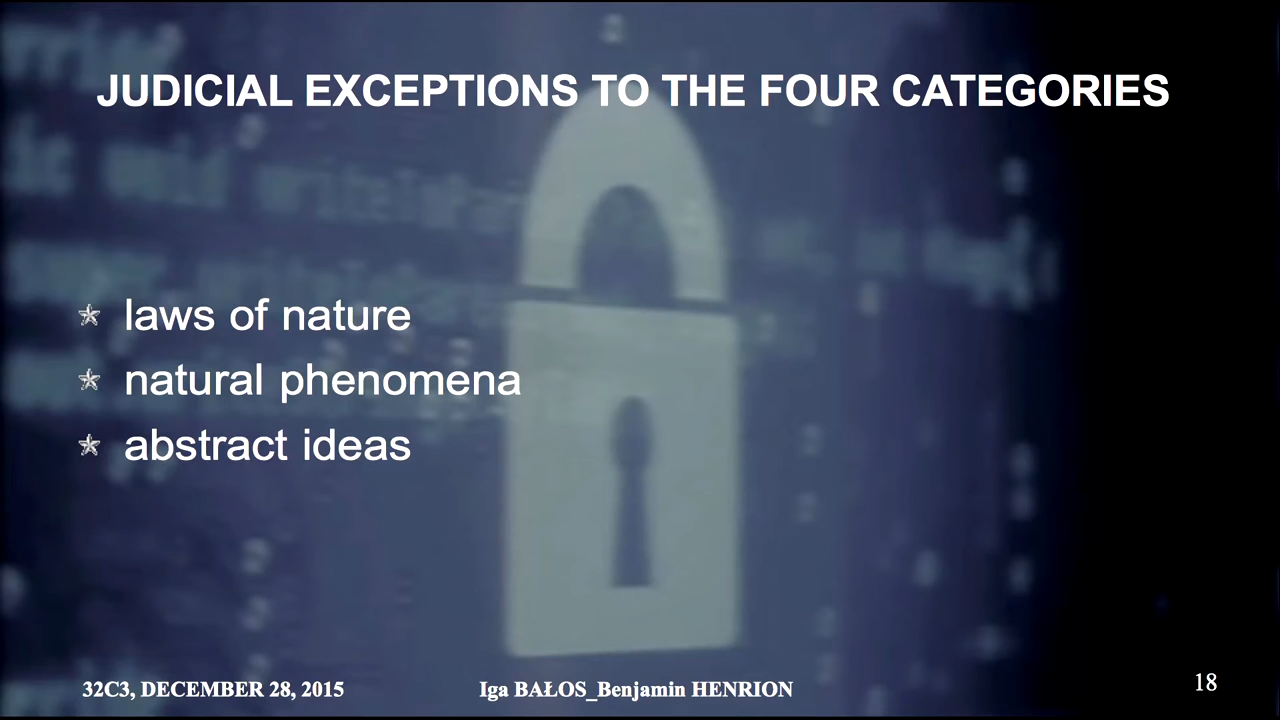 JUDICIAL EXCEPTIONS TO THE FOUR CATEGORIES
laws of nature
natural phenomena
abstract ideas
32C3, DECEMBER 28, 2015
Iga BAŁOS_Benjamin HENRION
18